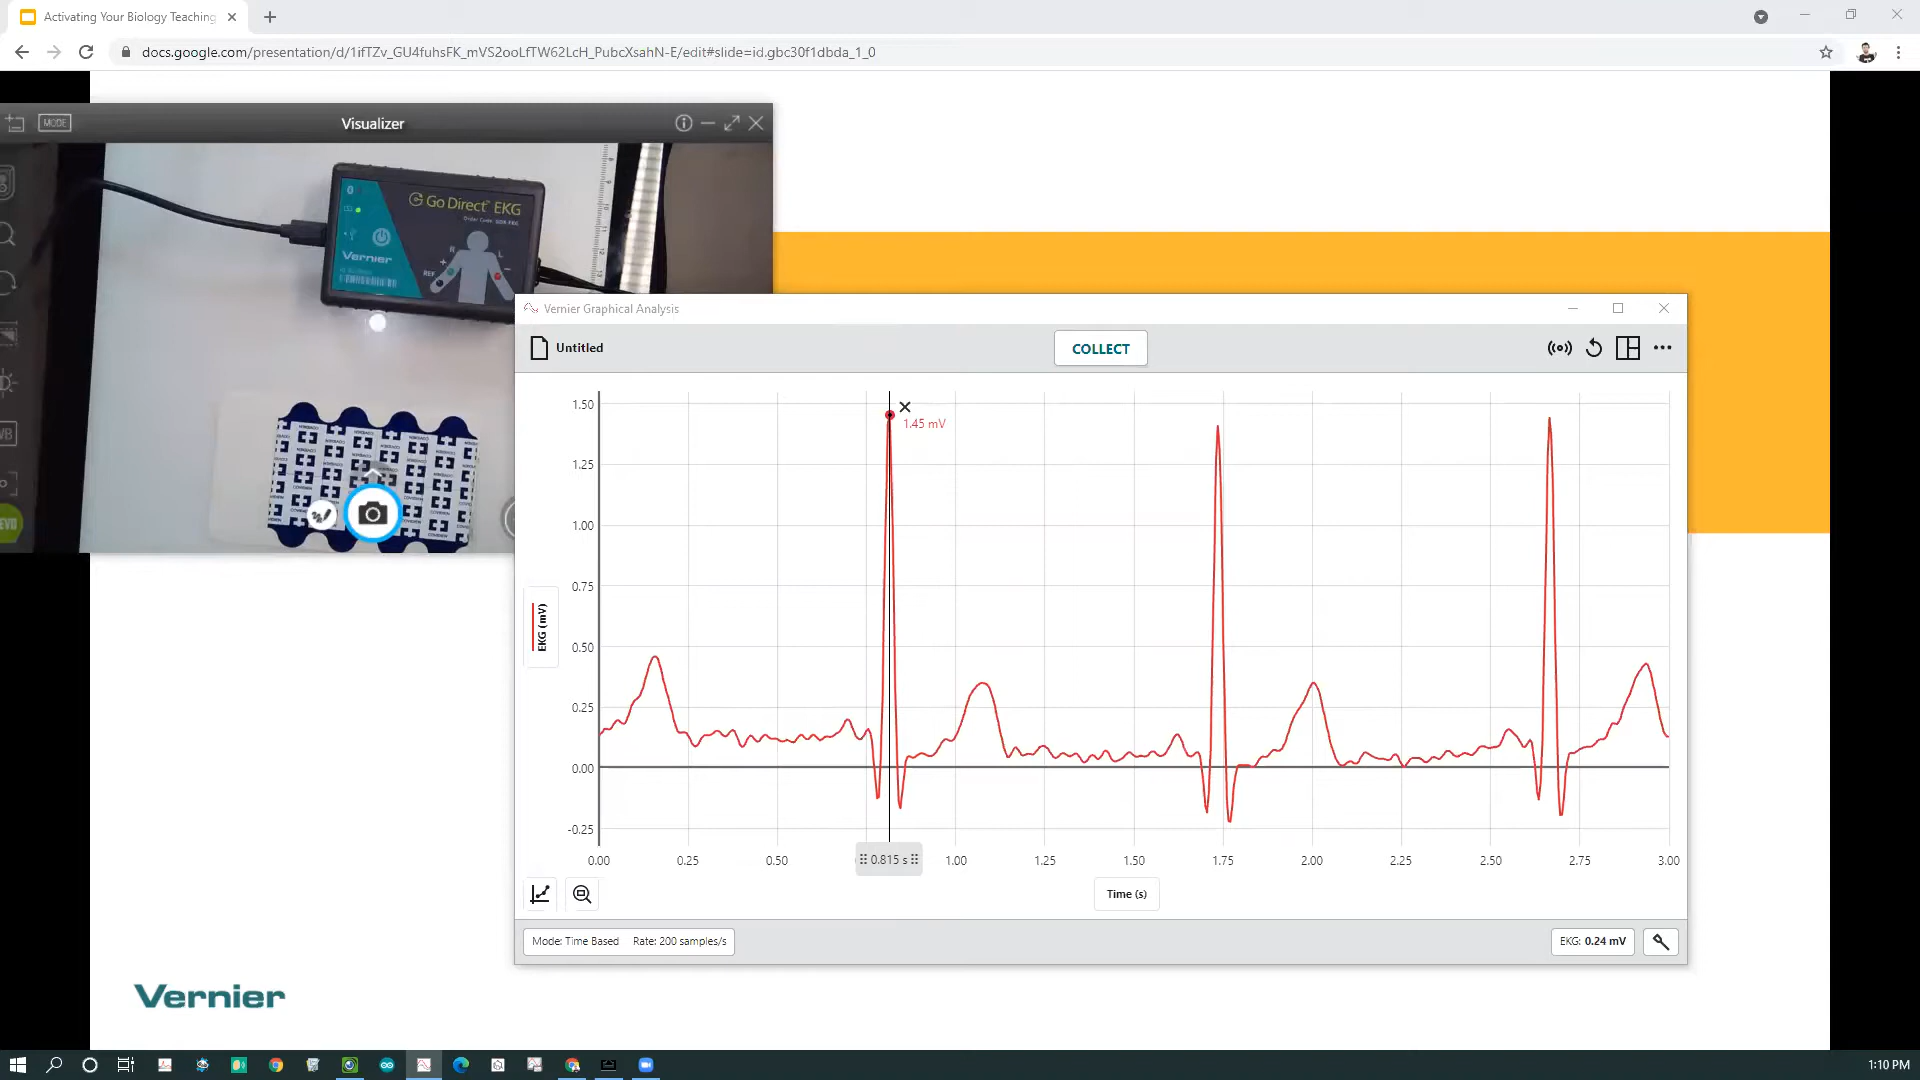 Activating Your Biology Teaching
docs.google.com/presentation/d/1ifTZv_GU4fuhsFK_mVS2ooLfTW62LcH_PubcXsahN-E/edit#slide=id.gbc30f1dbda_1_0
MODE
Visualizer
Go Direct EKG
R
L
+
-
REF
Vernier
Vernier Graphical Analysis
Untitled
COLLECT
1.50
1.25
1.00
0.75
0.50
0.25
0.00
-0.25
EKG (mV)
1.45 mV
0.00
0.25
0.50
0.815 s
1.00
1.25
1.50
1.75
2.00
2.25
2.50
2.75
3.00
Time (s)
Mode: Time Based Rate: 200 samples/s
EKG: 0.24 mV
Vernier
1:10 PM